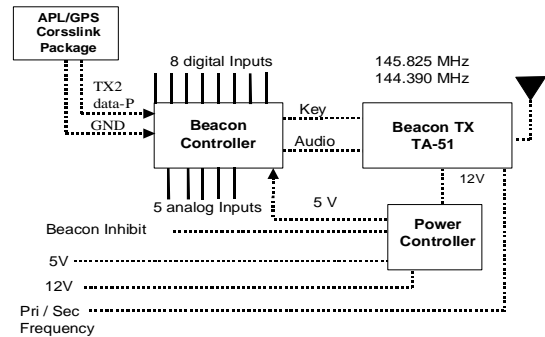 APL/GPS
Corsslink
Package
8 digital Inputs
145.825 MHz
144.390 MHz
TX2
data-P
GND
Beacon
Controller
Key
Audio
Beacon TX
TA-51
12V
5 analog Inputs
5 V
Power
Controller
Beacon Inhibit
5V
12V
Pri / Sec
Frequency